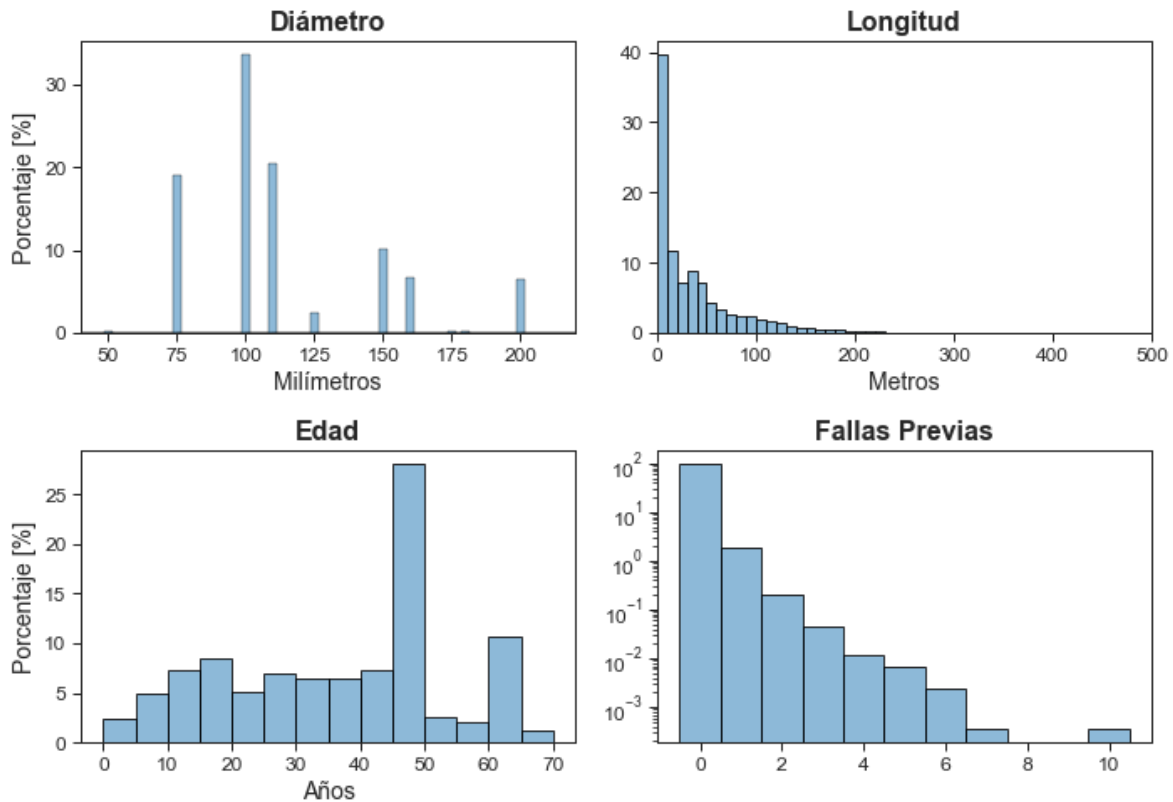 Diámetro
Porcentaje [%]
30
20
10
0
50 75 100 125 150 175 200
Milímetros
Longitud
40
30
20
10
0
0 100 200 300 400 500
Metros
Edad
Porcentaje [%]
25
20
15
10
5
0
0 10 20 30 40 50 60 70
Años
Fallas Previas
10²
10¹
10⁰
10⁻¹
10⁻²
10⁻³
0 2 4 6 8 10